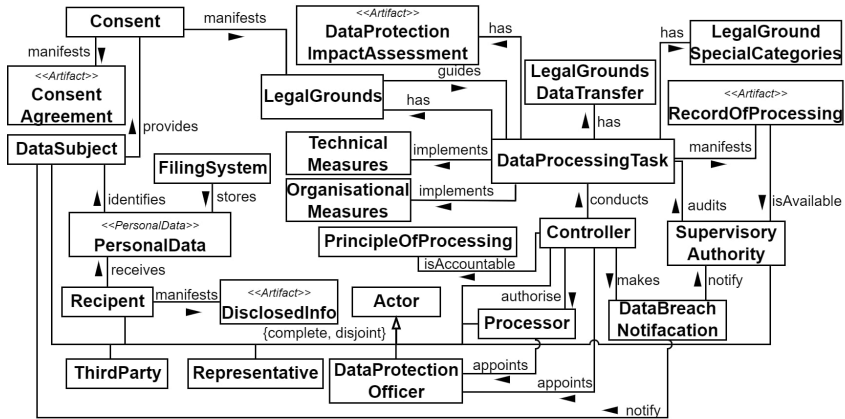 Consent
manifests
<<Artifact>>
DataProtection
ImpactAssessment
has
has
LegalGround
SpecialCategories
manifests
<<Artifact>>
Consent
Agreement
guides
LegalGrounds
has
LegalGrounds
DataTransfer
has
<<Artifact>>
RecordOfProcessing
provides
DataSubject
FilingSystem
Technical
Measures
implements
DataProcessingTask
manifests
identifies
stores
Organisational
Measures
implements
conducts
audits
isAvailable
<<PersonalData>>
PersonalData
PrincipleOfProcessing
Controller
Supervisory
Authority
receives
isAccountable
makes
notify
Recipent
manifests
<<Artifact>>
DisclosedInfo
Actor
authorise
Processor
DataBreach
Notifacation
{complete, disjoint}
ThirdParty
Representative
DataProtection
Officer
appoints
appoints
notify